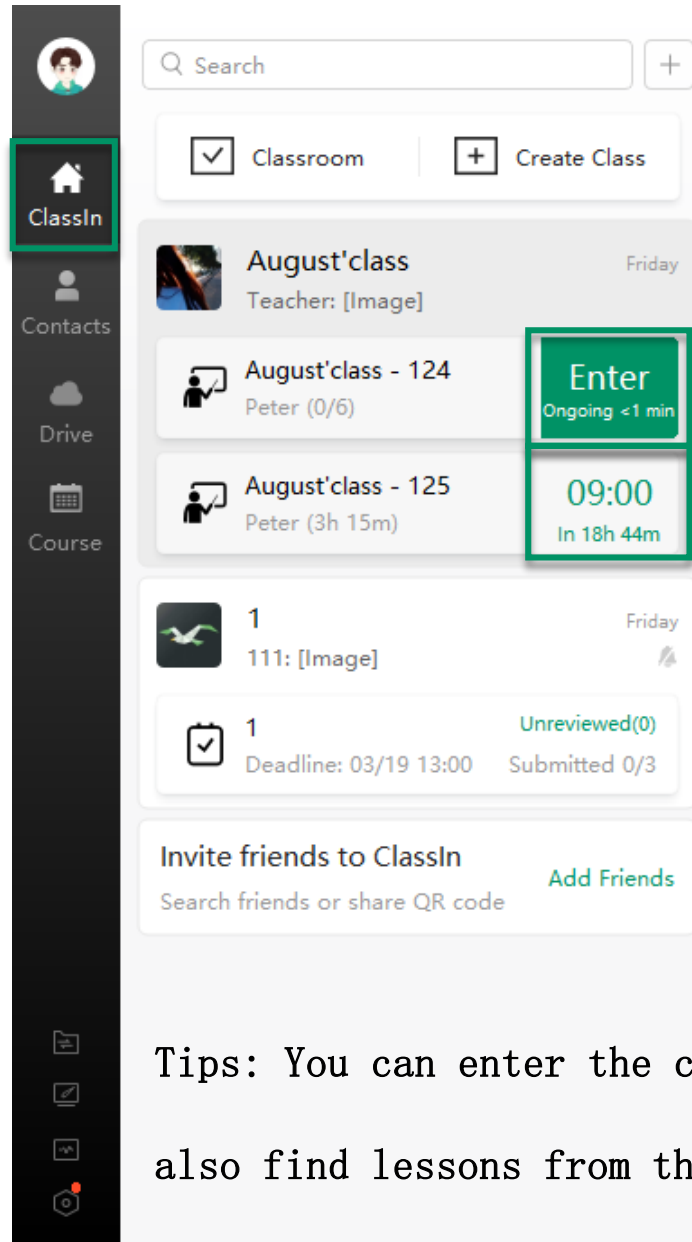 Search
Classroom
Create Class
ClassIn
August'class
Friday
Teacher: [Image]
Contacts
August'class - 124
Enter
Peter (0/6)
Ongoing <1 min
Drive
August'class - 125
09:00
Peter (3h 15m)
In 18h 44m
Course
1
Friday
111: [Image]
1
Unreviewed(0)
Deadline: 03/19 13:00
Submitted 0/3
Invite friends to ClassIn
Add Friends
Search friends or share QR code
Tips: You can enter the c
also find lessons from th